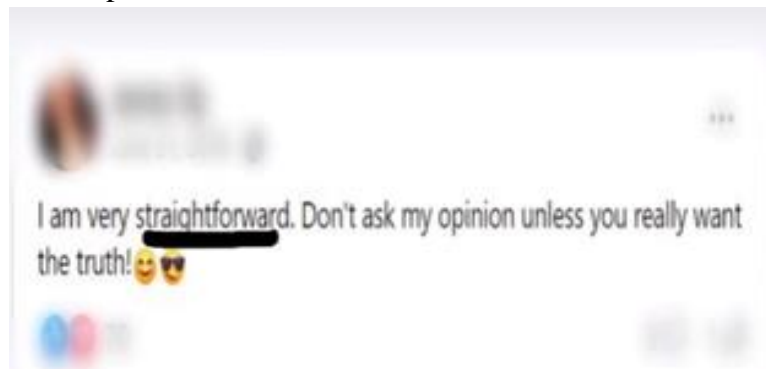 I am very straightforward. Don't ask my opinion unless you really want
the truth!😊😎